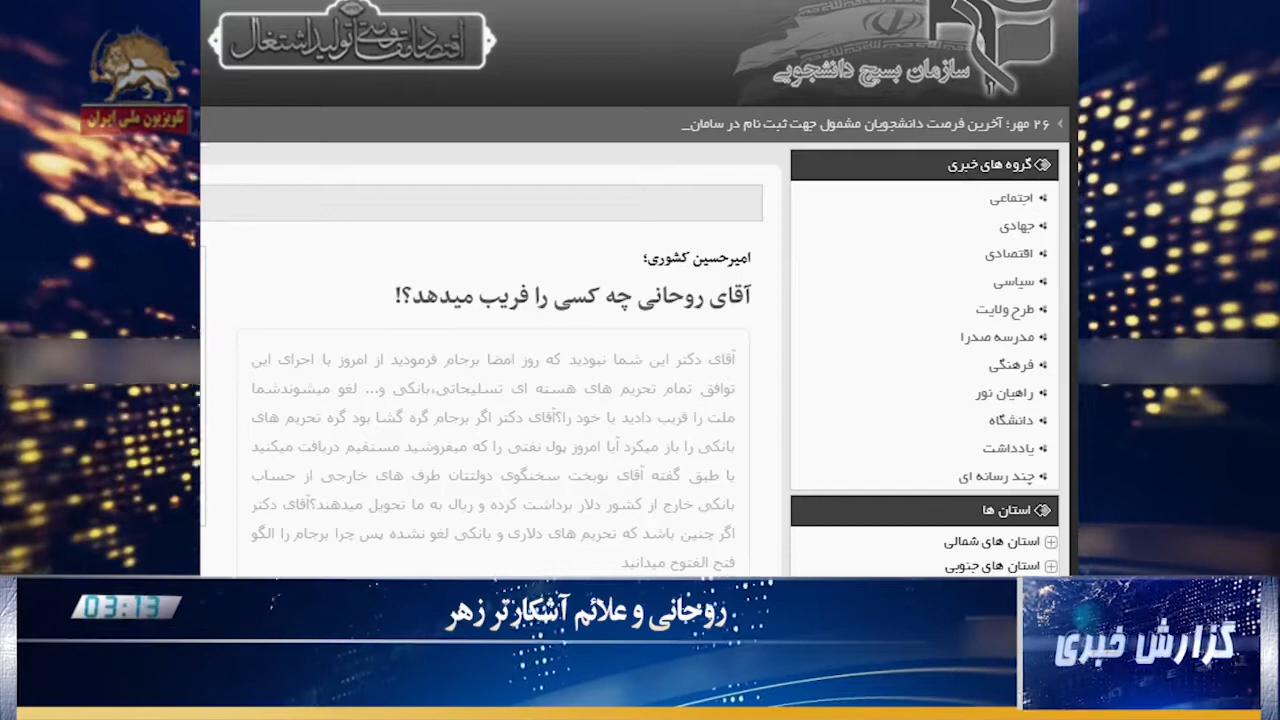 اقتصاد مقاومتی تولید اشتغال
سازمان بسیج دانشجویی
تلویزیون ملی ایران
۲۶ مهر؛ آخرین فرصت دانشجویان مشمول جهت ثبت نام در سامان_
گروه های خبری
اجتماعی
جهادی
اقتصادی
سیاسی
طرح ولایت
مدرسه صدرا
فرهنگی
راهیان نور
دانشگاه
یادداشت
چند رسانه ای
استان ها
استان های شمالی
استان های جنوبی
امیرحسین کشوری؛
آقای روحانی چه کسی را فریب میدهد؟!
آقای دکتر این شما نبودید که روز امضا برجام فرمودید از امروز با اجرای این
توافق تمام تحریم های هسته ای تسلیحاتی،بانکی و... لغو میشوندشما
ملت را فریب دادید یا خود را؟آقای دکتر اگر برجام گره گشا بود گره تحریم های
بانکی را باز میکرد آیا امروز پول نفتی را که میفروشید مستقیم دریافت میکنید
یا طبق گفته آقای نوبخت سخنگوی دولتتان طرف های خارجی از حساب
بانکی خارج از کشور دلار برداشت کرده و ریال به ما تحویل میدهند؟آقای دکتر
اگر چنین باشد که تحریم های دلاری و بانکی لغو نشده پس چرا برجام را الگو
فتح الفتوح میدانید
03:13
روحانی و علائم آشکارتر زهر
گزارش خبری